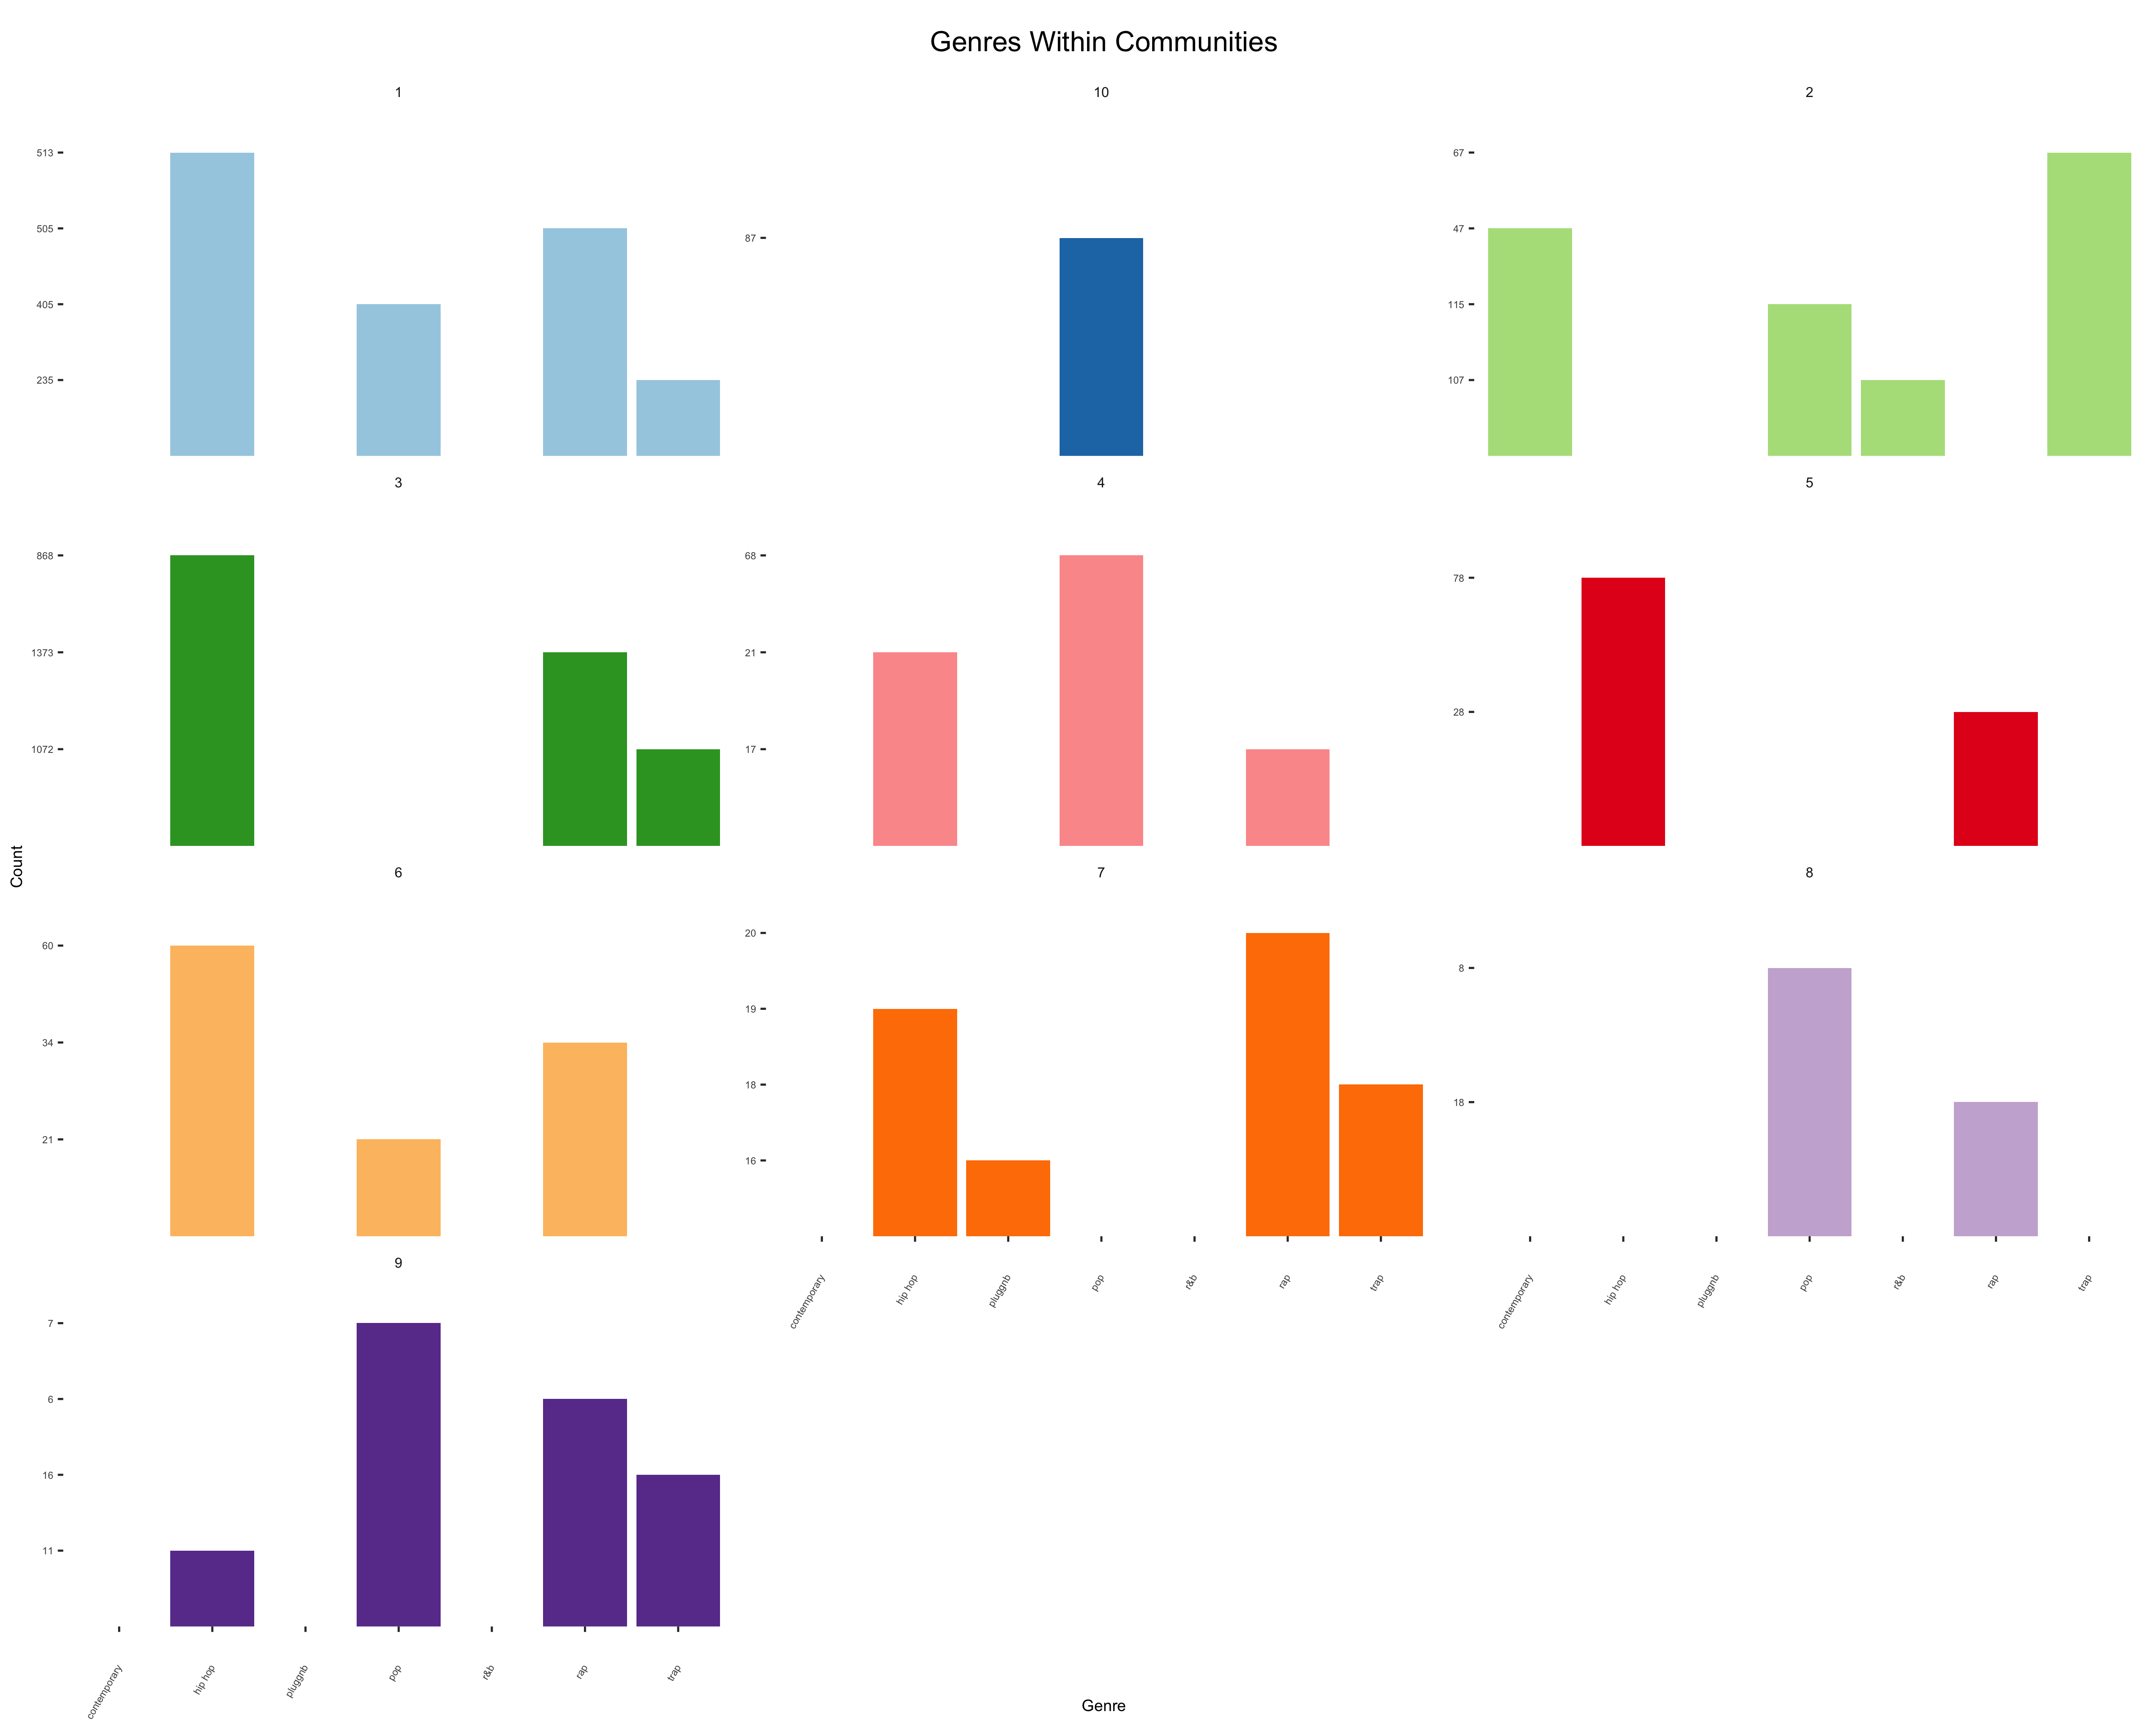 Genres Within Communities
1
10
2
513
505
405
235
87
67
47
115
107
3
4
5
868
1373
1072
68
21
17
78
28
Count
6
7
8
60
34
21
20
19
18
16
8
18
contemporary
hip hop
pluggnb
pop
r&b
rap
trap
contemporary
hip hop
pluggnb
pop
r&b
rap
trap
9
7
6
16
11
contemporary
hip hop
pluggnb
pop
r&b
rap
trap
Genre